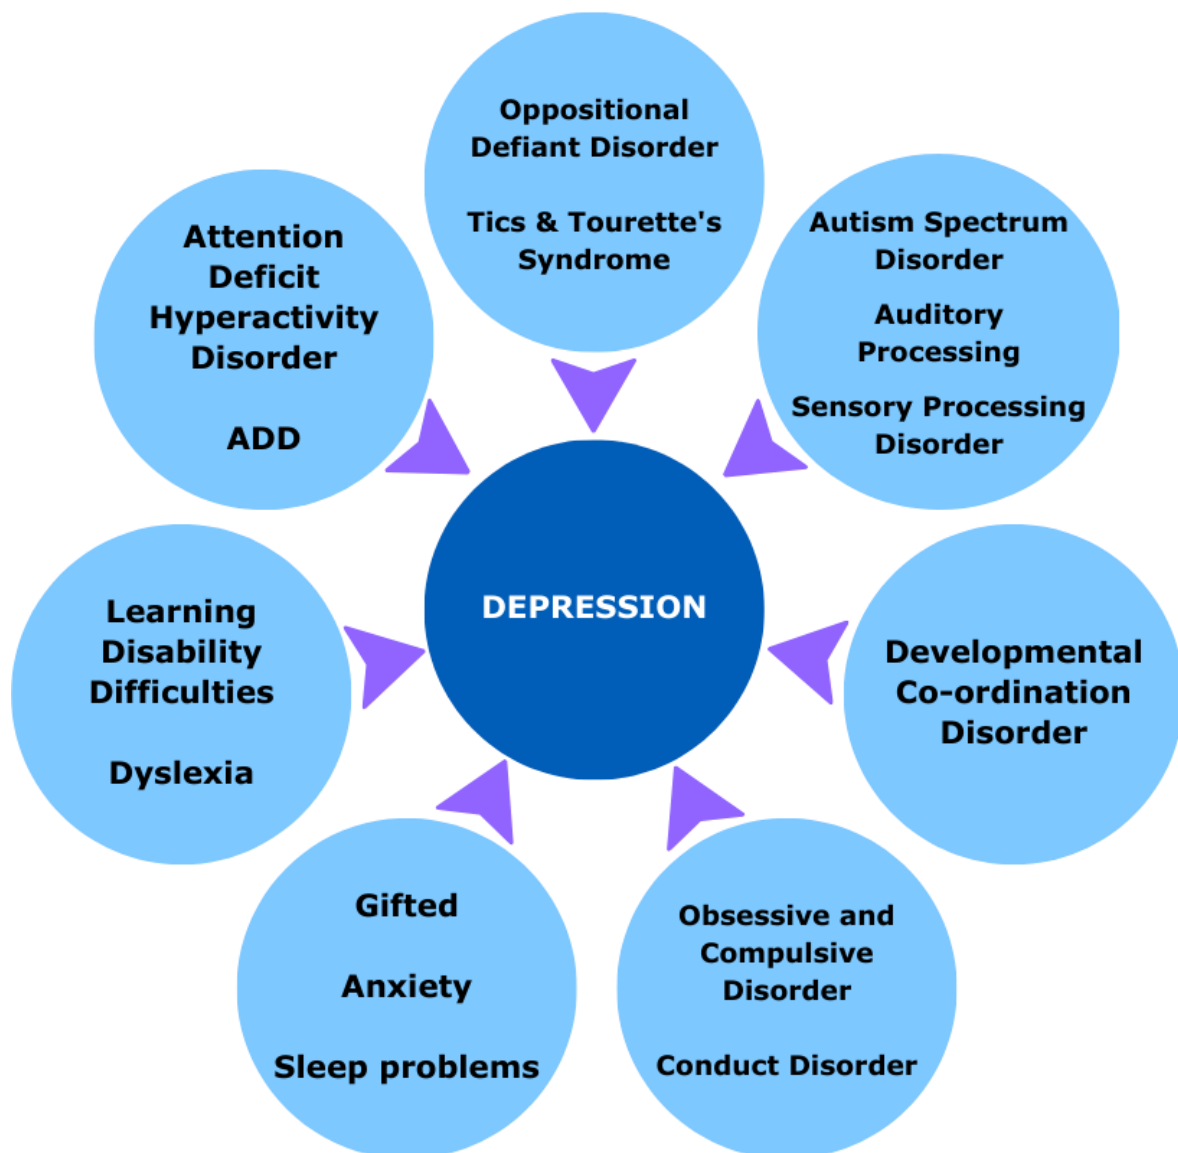 Oppositional
Defiant Disorder
Tics & Tourette's
Syndrome
Autism Spectrum
Disorder
Auditory
Processing
Sensory Processing
Disorder
Developmental
Co-ordination
Disorder
Obsessive and
Compulsive
Disorder
Conduct Disorder
Gifted
Anxiety
Sleep problems
Learning
Disability
Difficulties
Dyslexia
Attention
Deficit
Hyperactivity
Disorder
ADD
DEPRESSION